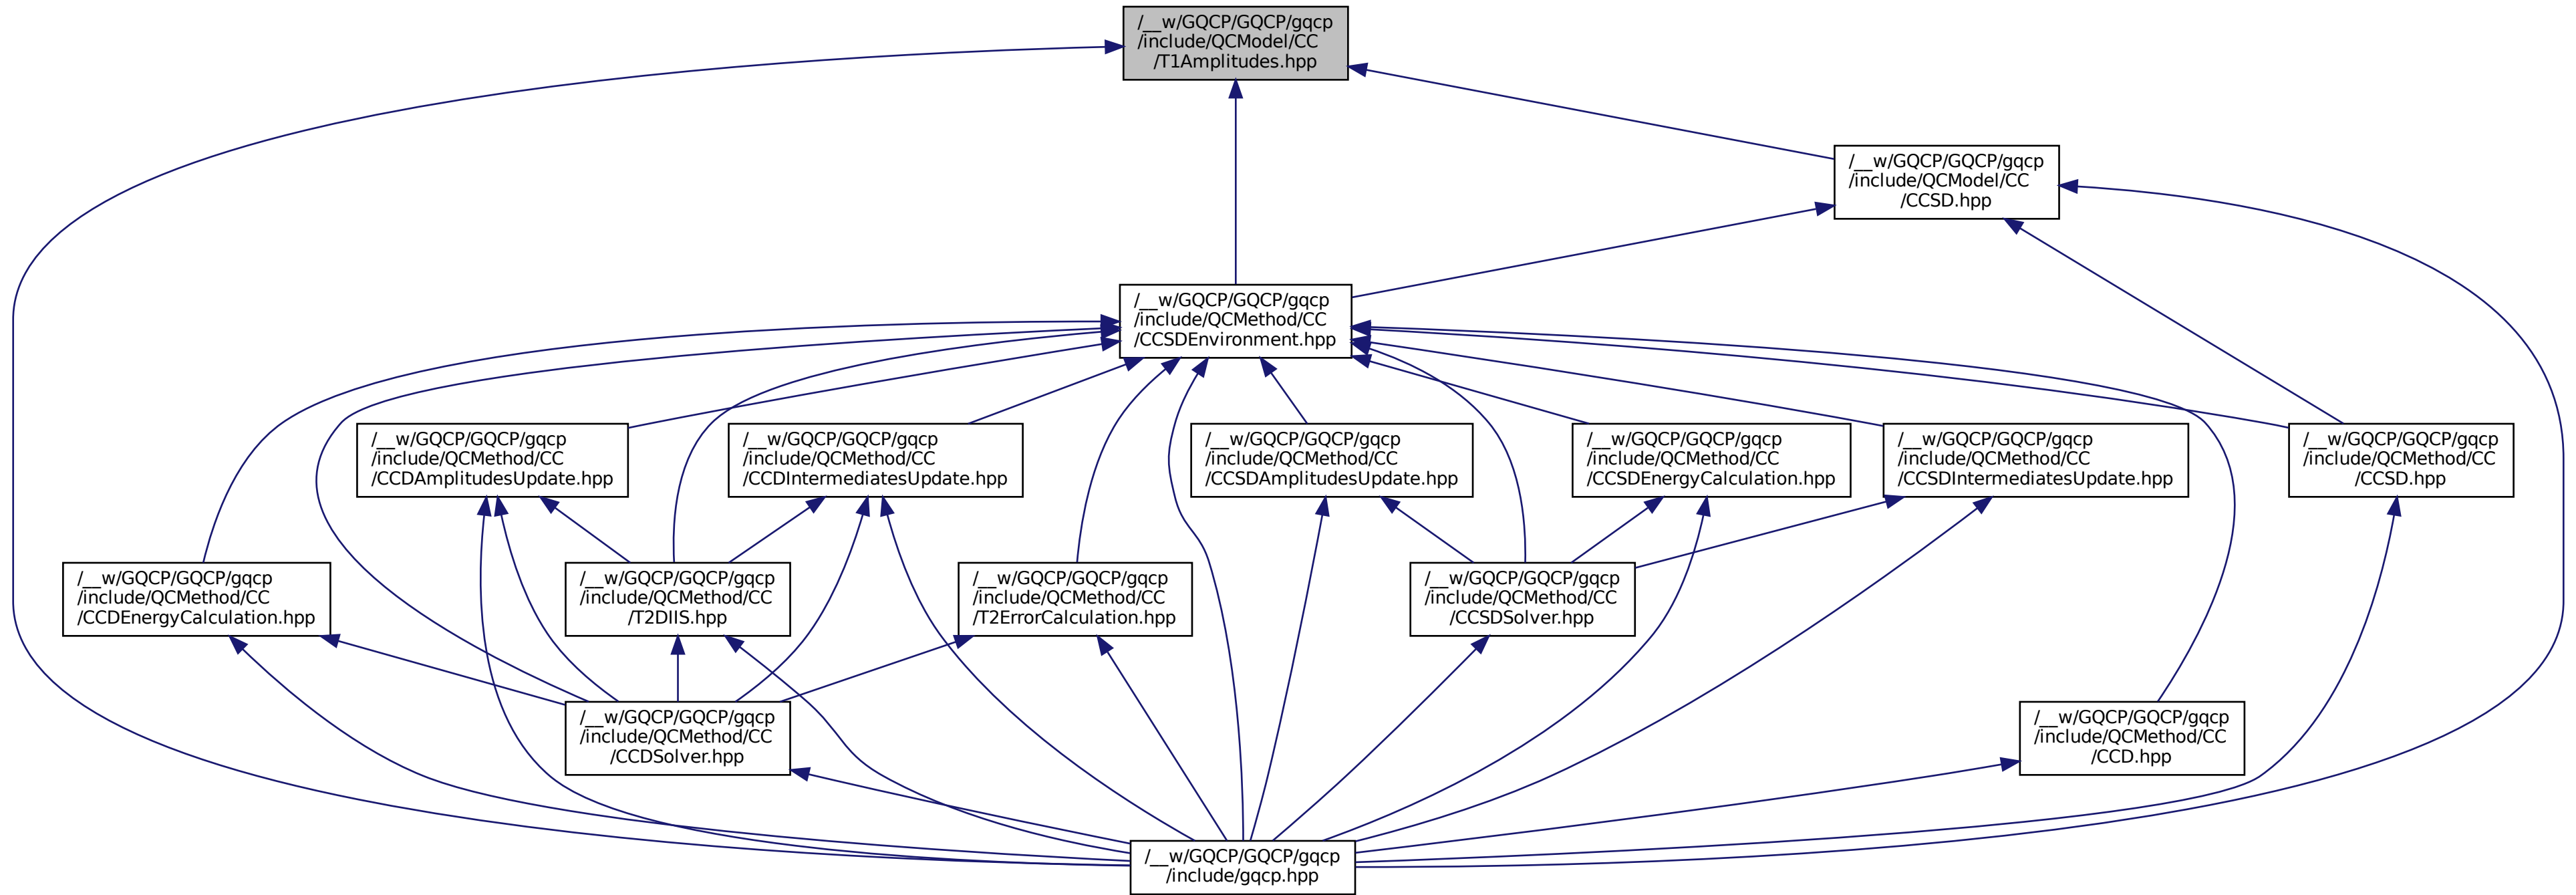 /__w/GQCP/GQCP/gqcp
/include/QCModel/CC
/T1Amplitudes.hpp
/__w/GQCP/GQCP/gqcp
/include/QCModel/CC
/CCSD.hpp
/__w/GQCP/GQCP/gqcp
/include/QCMethod/CC
/CCSDEnvironment.hpp
/__w/GQCP/GQCP/gqcp
/include/QCMethod/CC
/CCDAmplitudesUpdate.hpp
/__w/GQCP/GQCP/gqcp
/include/QCMethod/CC
/CCDIntermediatesUpdate.hpp
/__w/GQCP/GQCP/gqcp
/include/QCMethod/CC
/CCSDAmplitudesUpdate.hpp
/__w/GQCP/GQCP/gqcp
/include/QCMethod/CC
/CCSDEnergyCalculation.hpp
/__w/GQCP/GQCP/gqcp
/include/QCMethod/CC
/CCSDIntermediatesUpdate.hpp
/__w/GQCP/GQCP/gqcp
/include/QCMethod/CC
/CCSD.hpp
/__w/GQCP/GQCP/gqcp
/include/QCMethod/CC
/CCDEnergyCalculation.hpp
/__w/GQCP/GQCP/gqcp
/include/QCMethod/CC
/T2DIIS.hpp
/__w/GQCP/GQCP/gqcp
/include/QCMethod/CC
/T2ErrorCalculation.hpp
/__w/GQCP/GQCP/gqcp
/include/QCMethod/CC
/CCSDSolver.hpp
/__w/GQCP/GQCP/gqcp
/include/QCMethod/CC
/CCDSolver.hpp
/__w/GQCP/GQCP/gqcp
/include/QCMethod/CC
/CCD.hpp
/__w/GQCP/GQCP/gqcp
/include/gqcp.hpp